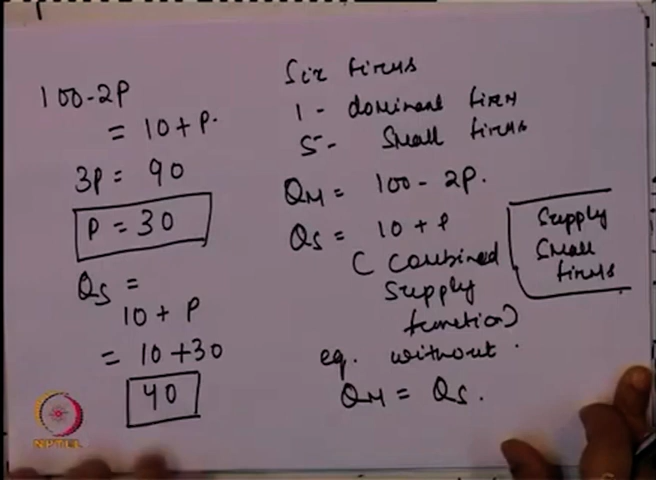 100-2P
= 10+P.
3P = 90
P = 30
Qs =
10 + P
= 10+30
40
Six firms
1 - dominant firm
5 - Small firms
QM = 100 - 2P.
Qs = 10 + P
( Combined
Supply
function)
eq. without
QM = Qs.
Supply
Small
firms
NPTEL